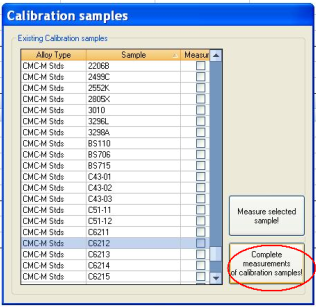 Calibration samples
Existing Calibration samples
Alloy Type Sample Measur
CMC-M Stds 2206B
CMC-M Stds 2499C
CMC-M Stds 2552K
CMC-M Stds 2805X
CMC-M Stds 3010
CMC-M Stds 3296L
CMC-M Stds 3298A
CMC-M Stds BS110
CMC-M Stds BS706
CMC-M Stds BS715
CMC-M Stds C43-01
CMC-M Stds C43-02
CMC-M Stds C43-03
CMC-M Stds C51-11
CMC-M Stds C51-12
CMC-M Stds C6211
CMC-M Stds C6212
CMC-M Stds C6213
CMC-M Stds C6214
CMC-M Stds C6215
Measure selected
sample!
Complete
measurements
of calibration samples!